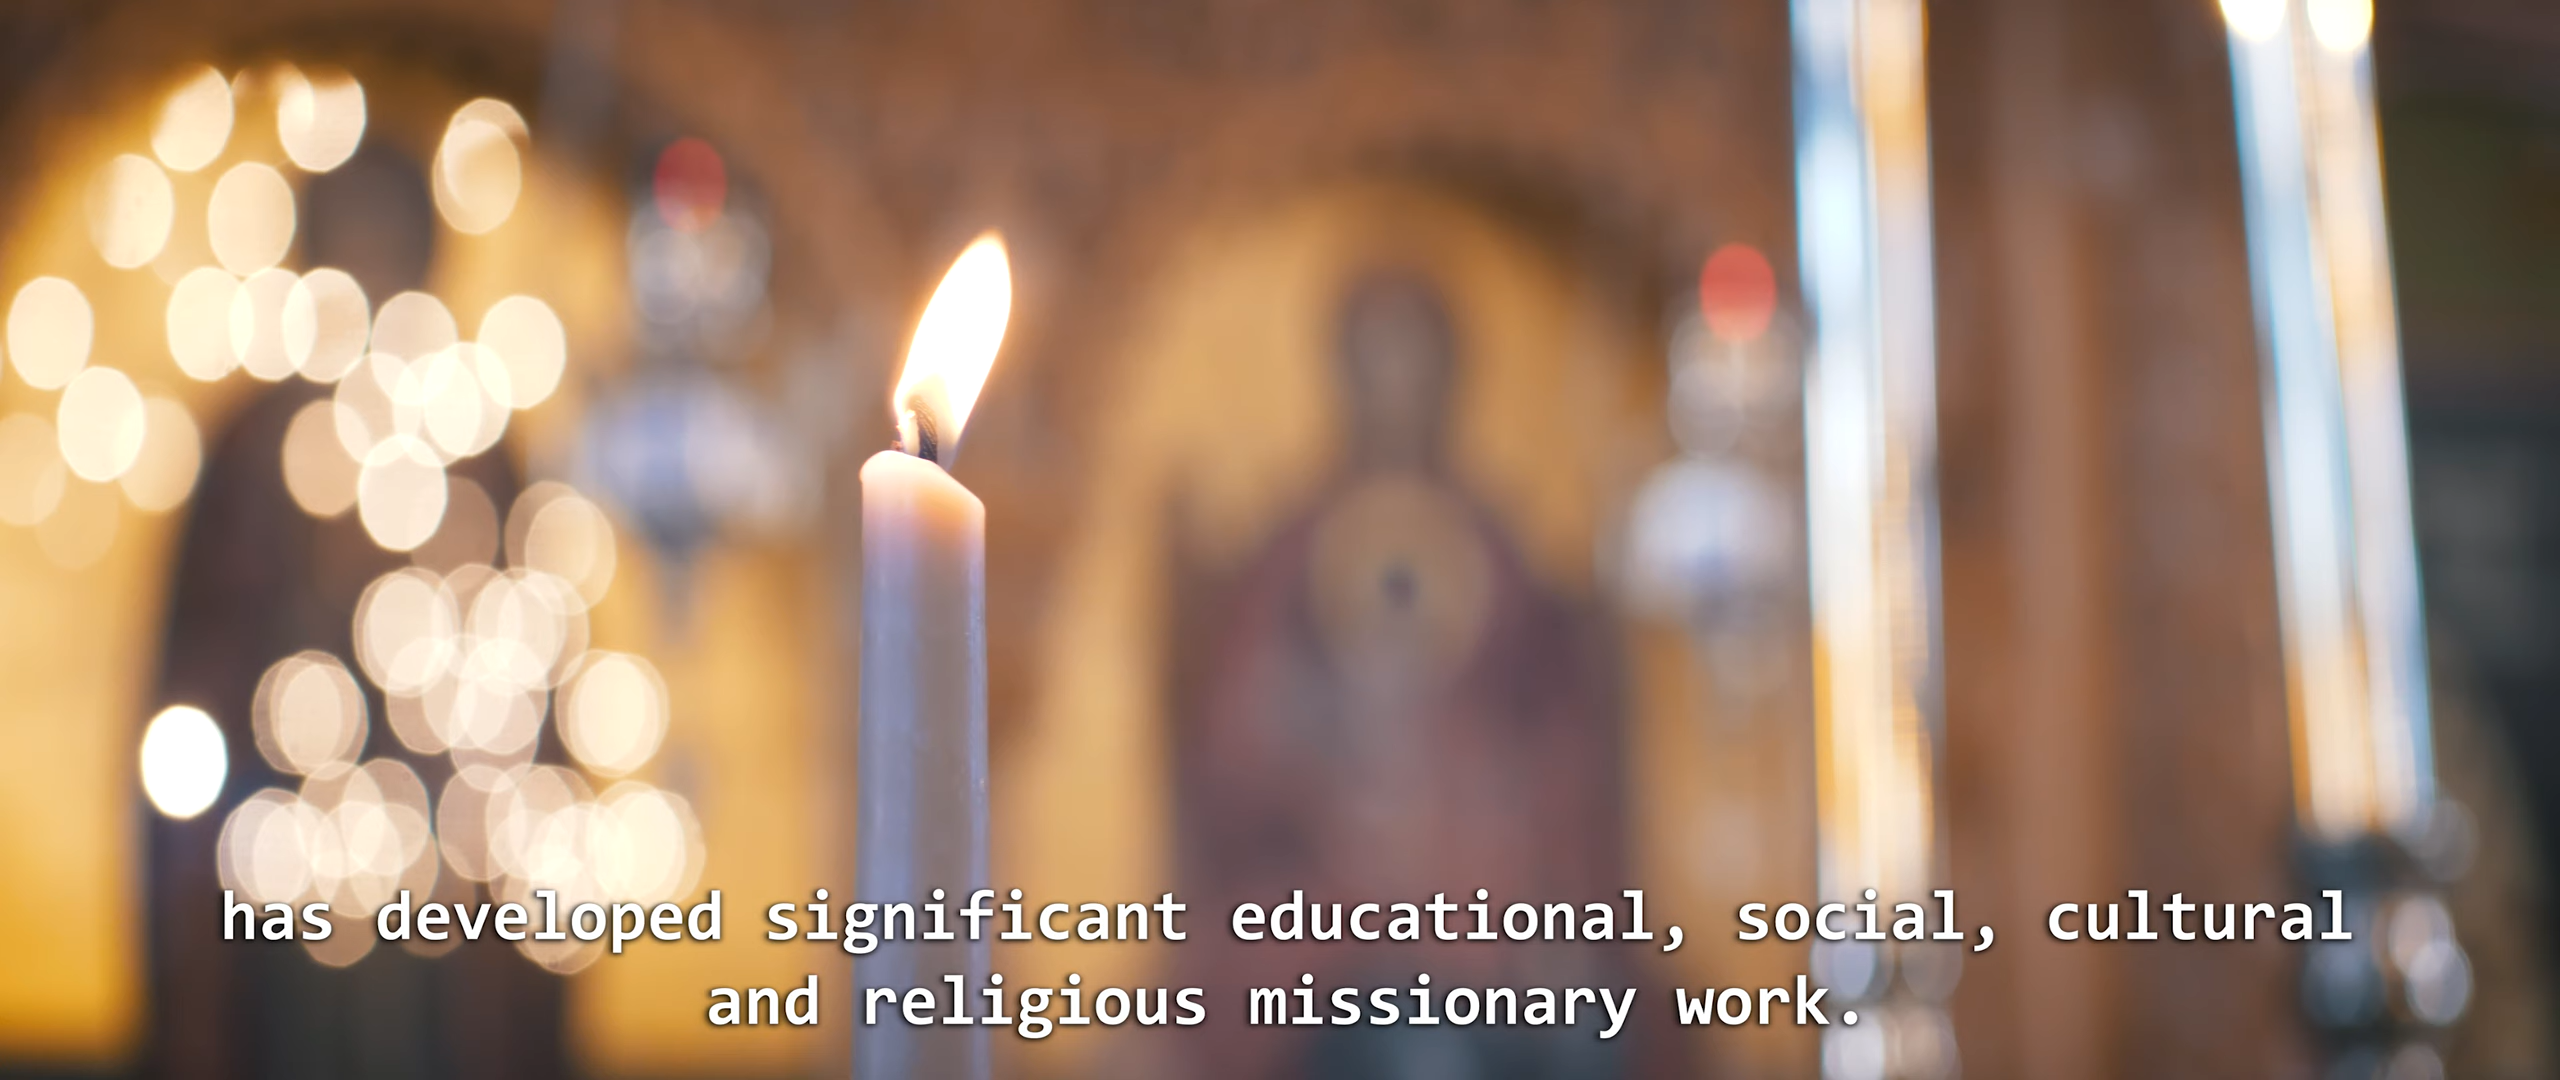 has developed significant educational, social, cultural
and religious missionary work.